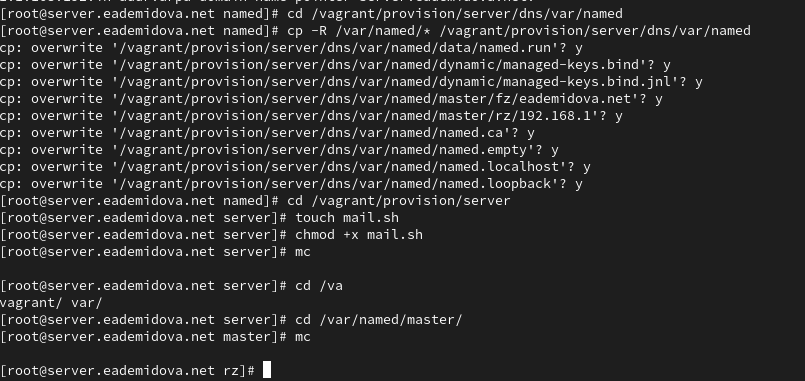 [root@server.eademidova.net named]# cd /vagrant/provision/server/dns/var/named
[root@server.eademidova.net named]# cp -R /var/named/* /vagrant/provision/server/dns/var/named
cp: overwrite '/vagrant/provision/server/dns/var/named/data/named.run'? y
cp: overwrite '/vagrant/provision/server/dns/var/named/dynamic/managed-keys.bind'? y
cp: overwrite '/vagrant/provision/server/dns/var/named/dynamic/managed-keys.bind.jnl'? y
cp: overwrite '/vagrant/provision/server/dns/var/named/master/fz/eademidova.net'? y
cp: overwrite '/vagrant/provision/server/dns/var/named/master/rz/192.168.1'? y
cp: overwrite '/vagrant/provision/server/dns/var/named/named.ca'? y
cp: overwrite '/vagrant/provision/server/dns/var/named/named.empty'? y
cp: overwrite '/vagrant/provision/server/dns/var/named/named.localhost'? y
cp: overwrite '/vagrant/provision/server/dns/var/named/named.loopback'? y
[root@server.eademidova.net named]# cd /vagrant/provision/server
[root@server.eademidova.net server]# touch mail.sh
[root@server.eademidova.net server]# chmod +x mail.sh
[root@server.eademidova.net server]# mc
[root@server.eademidova.net server]# cd /va
vagrant/ var/
[root@server.eademidova.net server]# cd /var/named/master/
[root@server.eademidova.net master]# mc
[root@server.eademidova.net rz]#